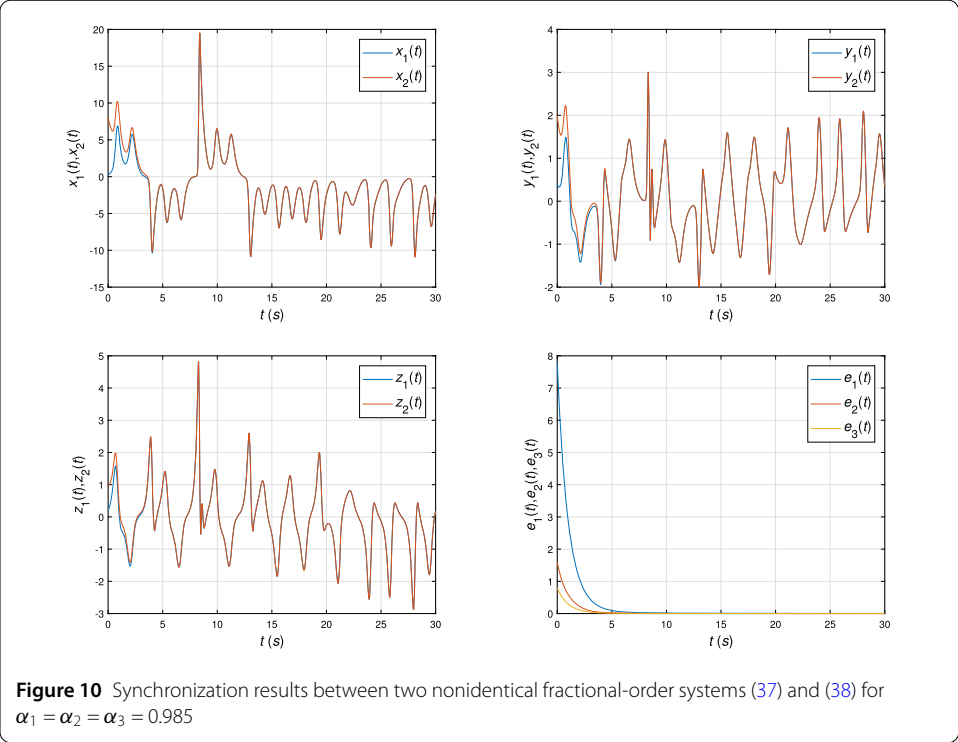 20
15
10
5
0
-5
-10
-15
0 5 10 15 20 25 30
x1(t),x2(t)
t (s)
x1(t)
x2(t)
4
3
2
1
0
-1
-2
0 5 10 15 20 25 30
y1(t),y2(t)
t (s)
y1(t)
y2(t)
5
4
3
2
1
0
-1
-2
-3
0 5 10 15 20 25 30
z1(t),z2(t)
t (s)
z1(t)
z2(t)
8
7
6
5
4
3
2
1
0
0 5 10 15 20 25 30
e1(t),e2(t),e3(t)
t (s)
e1(t)
e2(t)
e3(t)
Figure 10 Synchronization results between two nonidentical fractional-order systems (37) and (38) for
α1 = α2 = α3 = 0.985